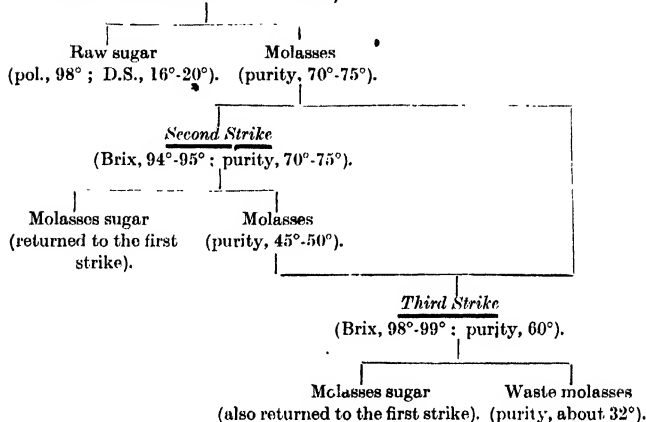 Raw sugar Molasses
(pol., 98° ; D.S., 16°-20°). (purity, 70°-75°).
Second Strike
(Brix, 94°-95° : purity, 70°-75°).
Molasses sugar Molasses
(returned to the first (purity, 45°-50°).
strike).
Third Strike
(Brix, 98°-99° : purity, 60°).
Molasses sugar Waste molasses
(also returned to the first strike). (purity, about 32°).